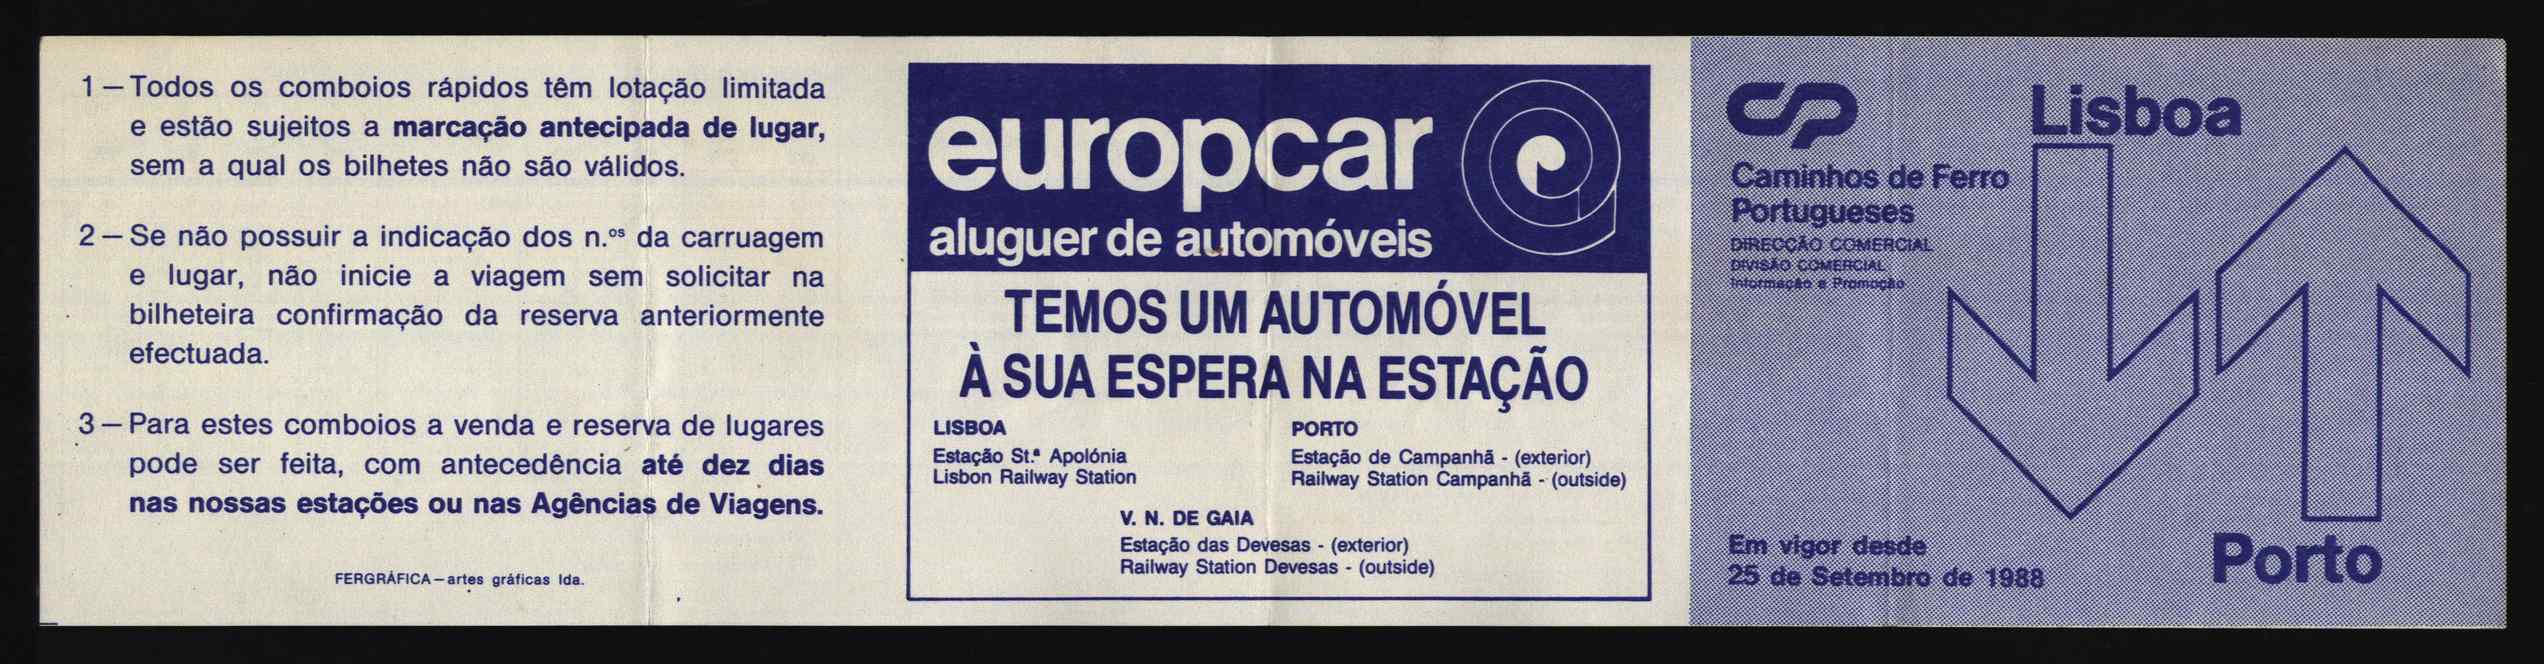 1 – Todos os comboios rápidos têm lotação limitada
e estão sujeitos a marcação antecipada de lugar,
sem a qual os bilhetes não são válidos.
2 – Se não possuir a indicação dos n.os da carruagem
e lugar, não inicie a viagem sem solicitar na
bilheteira confirmação da reserva anteriormente
efectuada.
3 – Para estes comboios a venda e reserva de lugares
pode ser feita, com antecedência até dez dias
nas nossas estações ou nas Agências de Viagens.
FERGRÁFICA – artes gráficas lda.
europcar
aluguer de automóveis
TEMOS UM AUTOMÓVEL
À SUA ESPERA NA ESTAÇÃO
LISBOA
Estação St.ª Apolónia
Lisbon Railway Station
PORTO
Estação de Campanhã - (exterior)
Railway Station Campanhã - (outside)
V. N. DE GAIA
Estação das Devesas - (exterior)
Railway Station Devesas - (outside)
CP
Caminhos de Ferro
Portugueses
DIRECÇÃO COMERCIAL
DIVISÃO COMERCIAL
Informação e Promoção
Lisboa
Porto
Em vigor desde
25 de Setembro de 1988